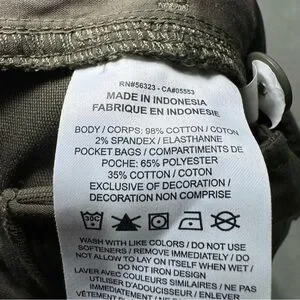 RN#56323 - CA#05553
MADE IN INDONESIA
FABRIQUE EN INDONESIE
BODY / CORPS: 98% COTTON / COTON
2% SPANDEX / ELASTHANNE
POCKET BAGS / COMPARTIMENTS DE
POCHE: 65% POLYESTER
35% COTTON / COTON
EXCLUSIVE OF DECORATION /
DECORATION NON COMPRISE
30C
WASH WITH LIKE COLORS / DO NOT USE
SOFTENERS / REMOVE IMMEDIATELY / DO
NOT ALLOW TO LAY ON ITSELF WHEN WET /
DO NOT IRON DESIGN
LAVER AVEC COULEURS SIMILAIRES / NE PAS
UTILISER D'ADOUCISSEUR / ENLEVER